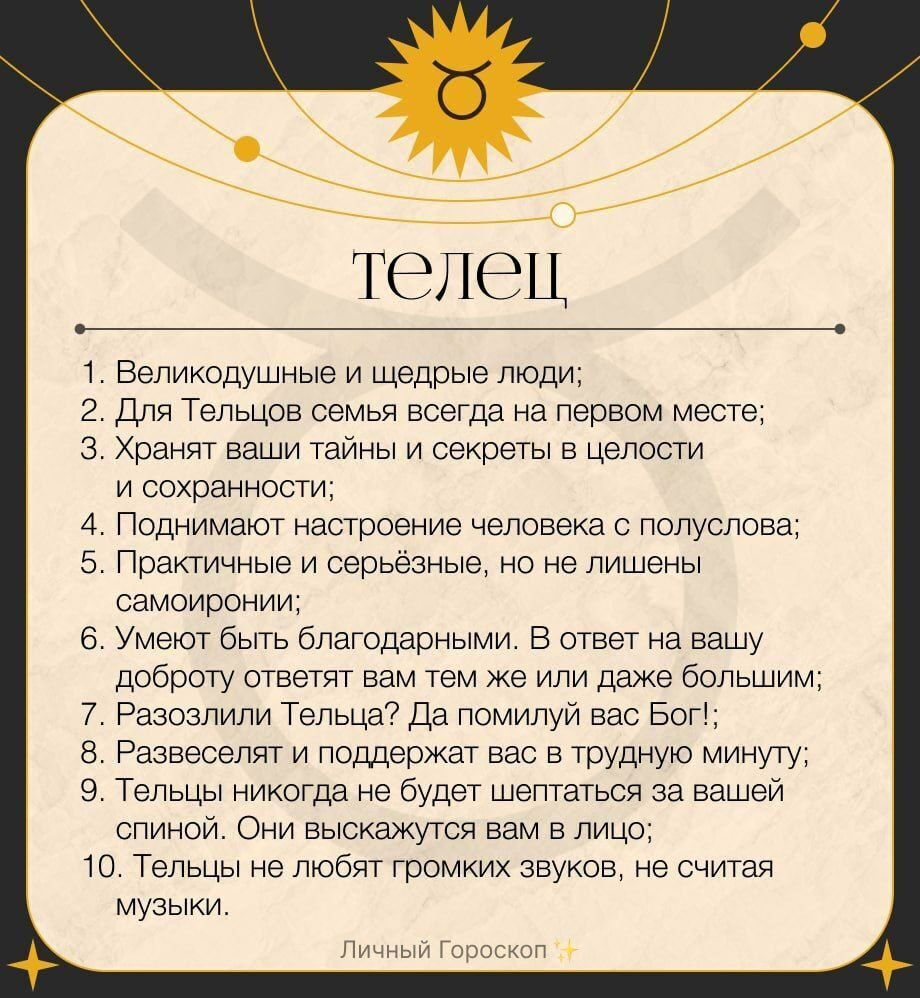 телец
1. Великодушные и щедрые люди;
2. Для Тельцов семья всегда на первом месте;
3. Хранят ваши тайны и секреты в целости
и сохранности;
4. Поднимают настроение человека с полуслова;
5. Практичные и серьёзные, но не лишены
самоиронии;
6. Умеют быть благодарными. В ответ на вашу
доброту ответят вам тем же или даже большим;
7. Разозлили Тельца? Да помилуй вас Бог!;
8. Развеселят и поддержат вас в трудную минуту;
9. Тельцы никогда не будет шептаться за вашей
спиной. Они выскажутся вам в лицо;
10. Тельцы не любят громких звуков, не считая
музыки.
Личный Гороскоп ✨